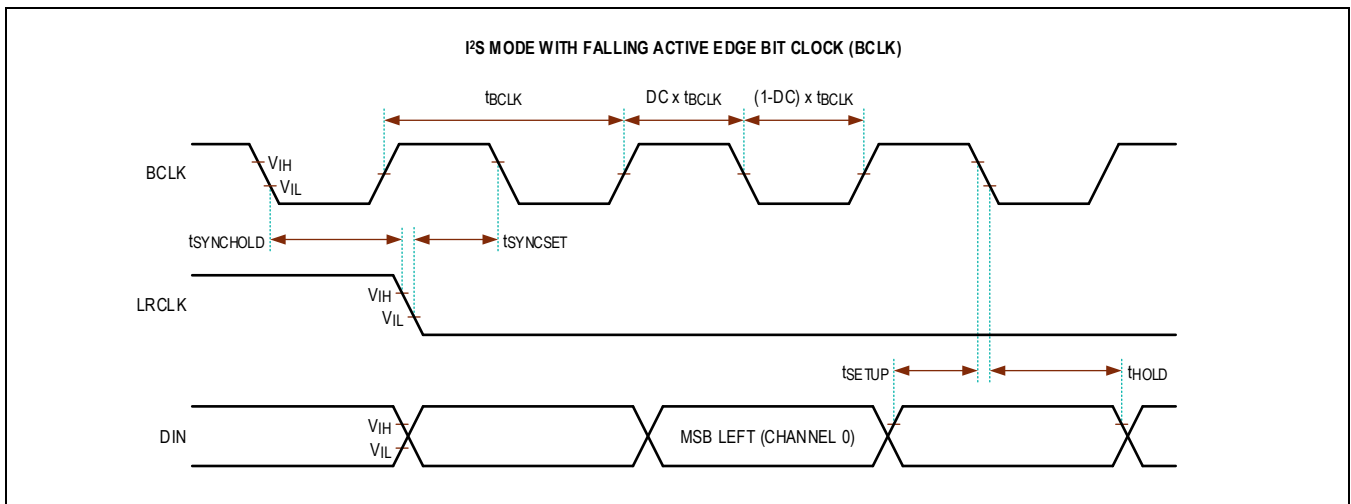 I²S MODE WITH FALLING ACTIVE EDGE BIT CLOCK (BCLK)
tBCLK DC x tBCLK (1-DC) x tBCLK
BCLK VIH
VIL
tSYNCHOLD tSYNCSET
LRCLK VIH
VIL
tSETUP tHOLD
DIN VIH MSB LEFT (CHANNEL 0)
VIL